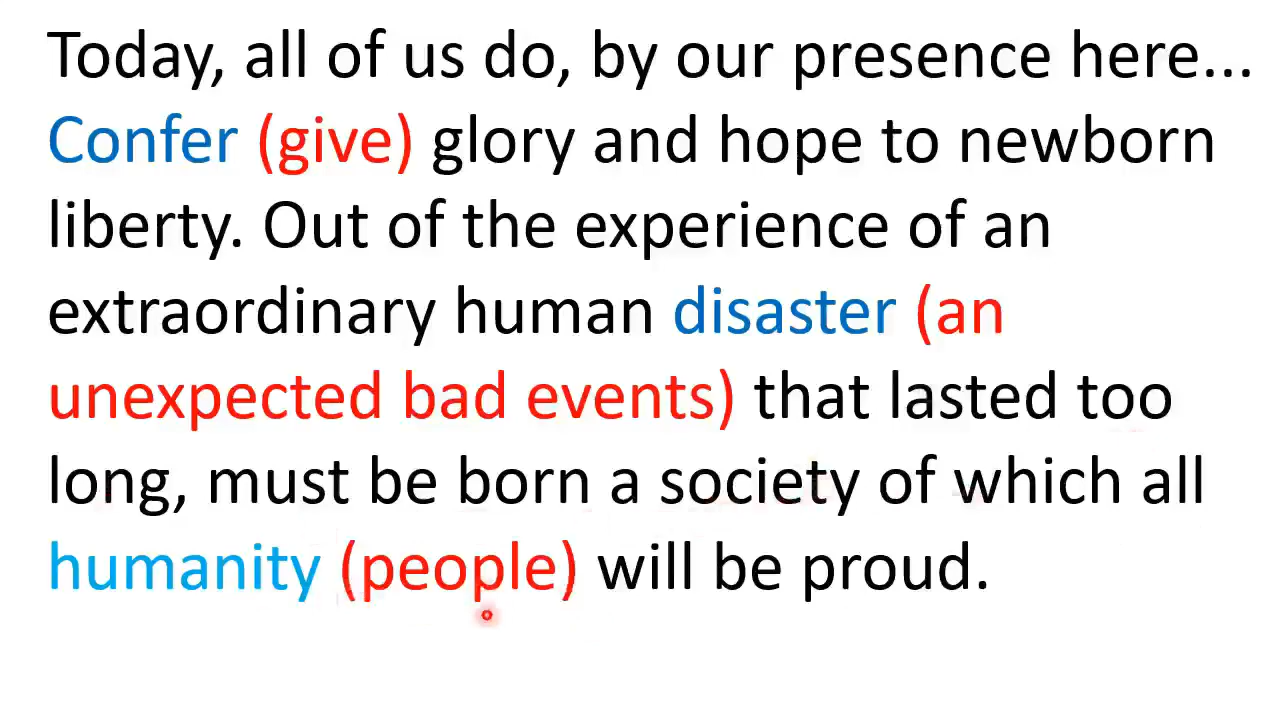 Today, all of us do, by our presence here...
Confer (give) glory and hope to newborn
liberty. Out of the experience of an
extraordinary human disaster (an
unexpected bad events) that lasted too
long, must be born a society of which all
humanity (people) will be proud.